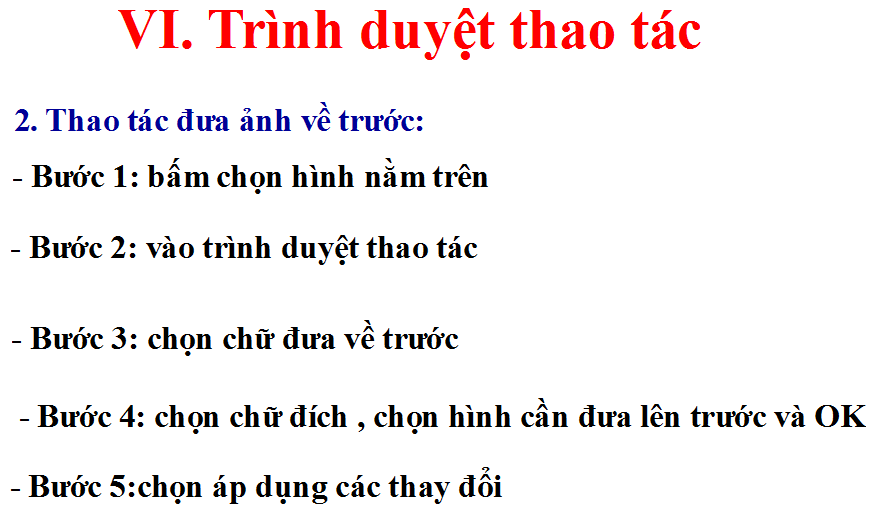 VI. Trình duyệt thao tác
2. Thao tác đưa ảnh về trước:
- Bước 1: bấm chọn hình nằm trên
- Bước 2: vào trình duyệt thao tác
- Bước 3: chọn chữ đưa về trước
- Bước 4: chọn chữ đích , chọn hình cần đưa lên trước và OK
- Bước 5:chọn áp dụng các thay đổi